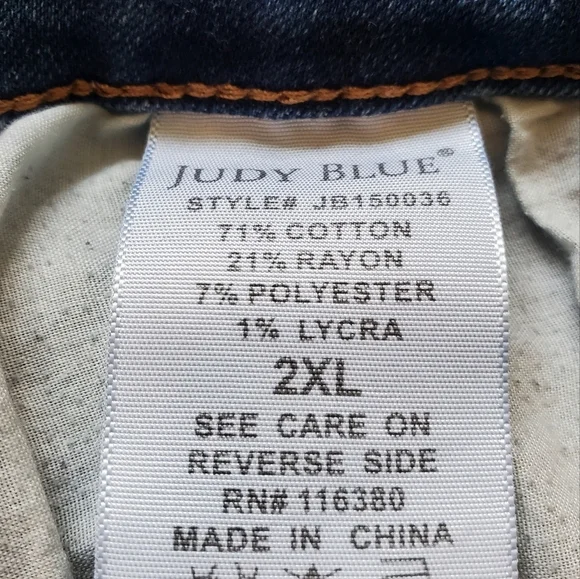 JUDY BLUE®
STYLE# JB150036
71% COTTON
21% RAYON
7% POLYESTER
1% LYCRA
2XL
SEE CARE ON
REVERSE SIDE
RN# 116380
MADE IN CHINA